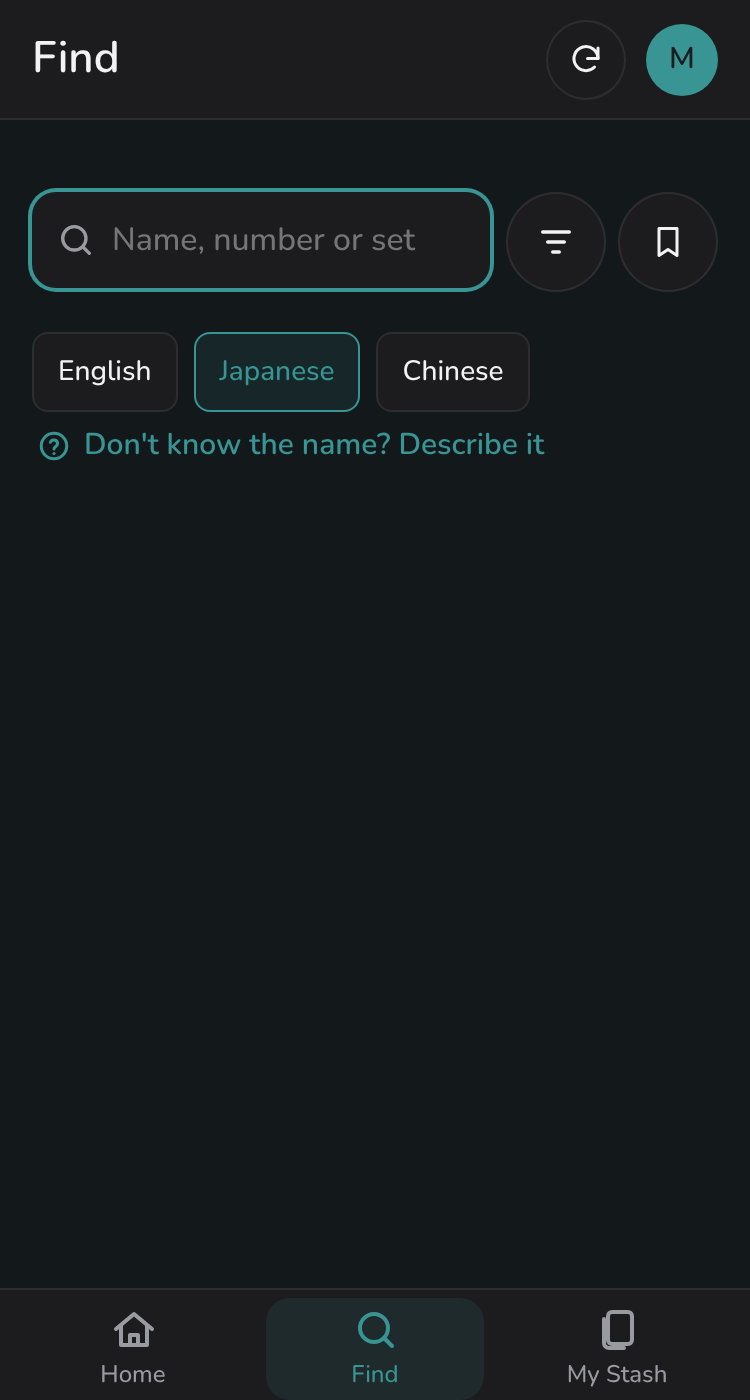 Find
M
Name, number or set
English
Japanese
Chinese
Don't know the name? Describe it
Home
Find
My Stash